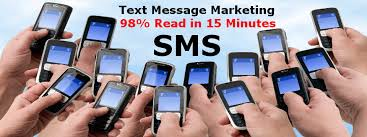 Text Message Marketing
98% Read in 15 Minutes
SMS